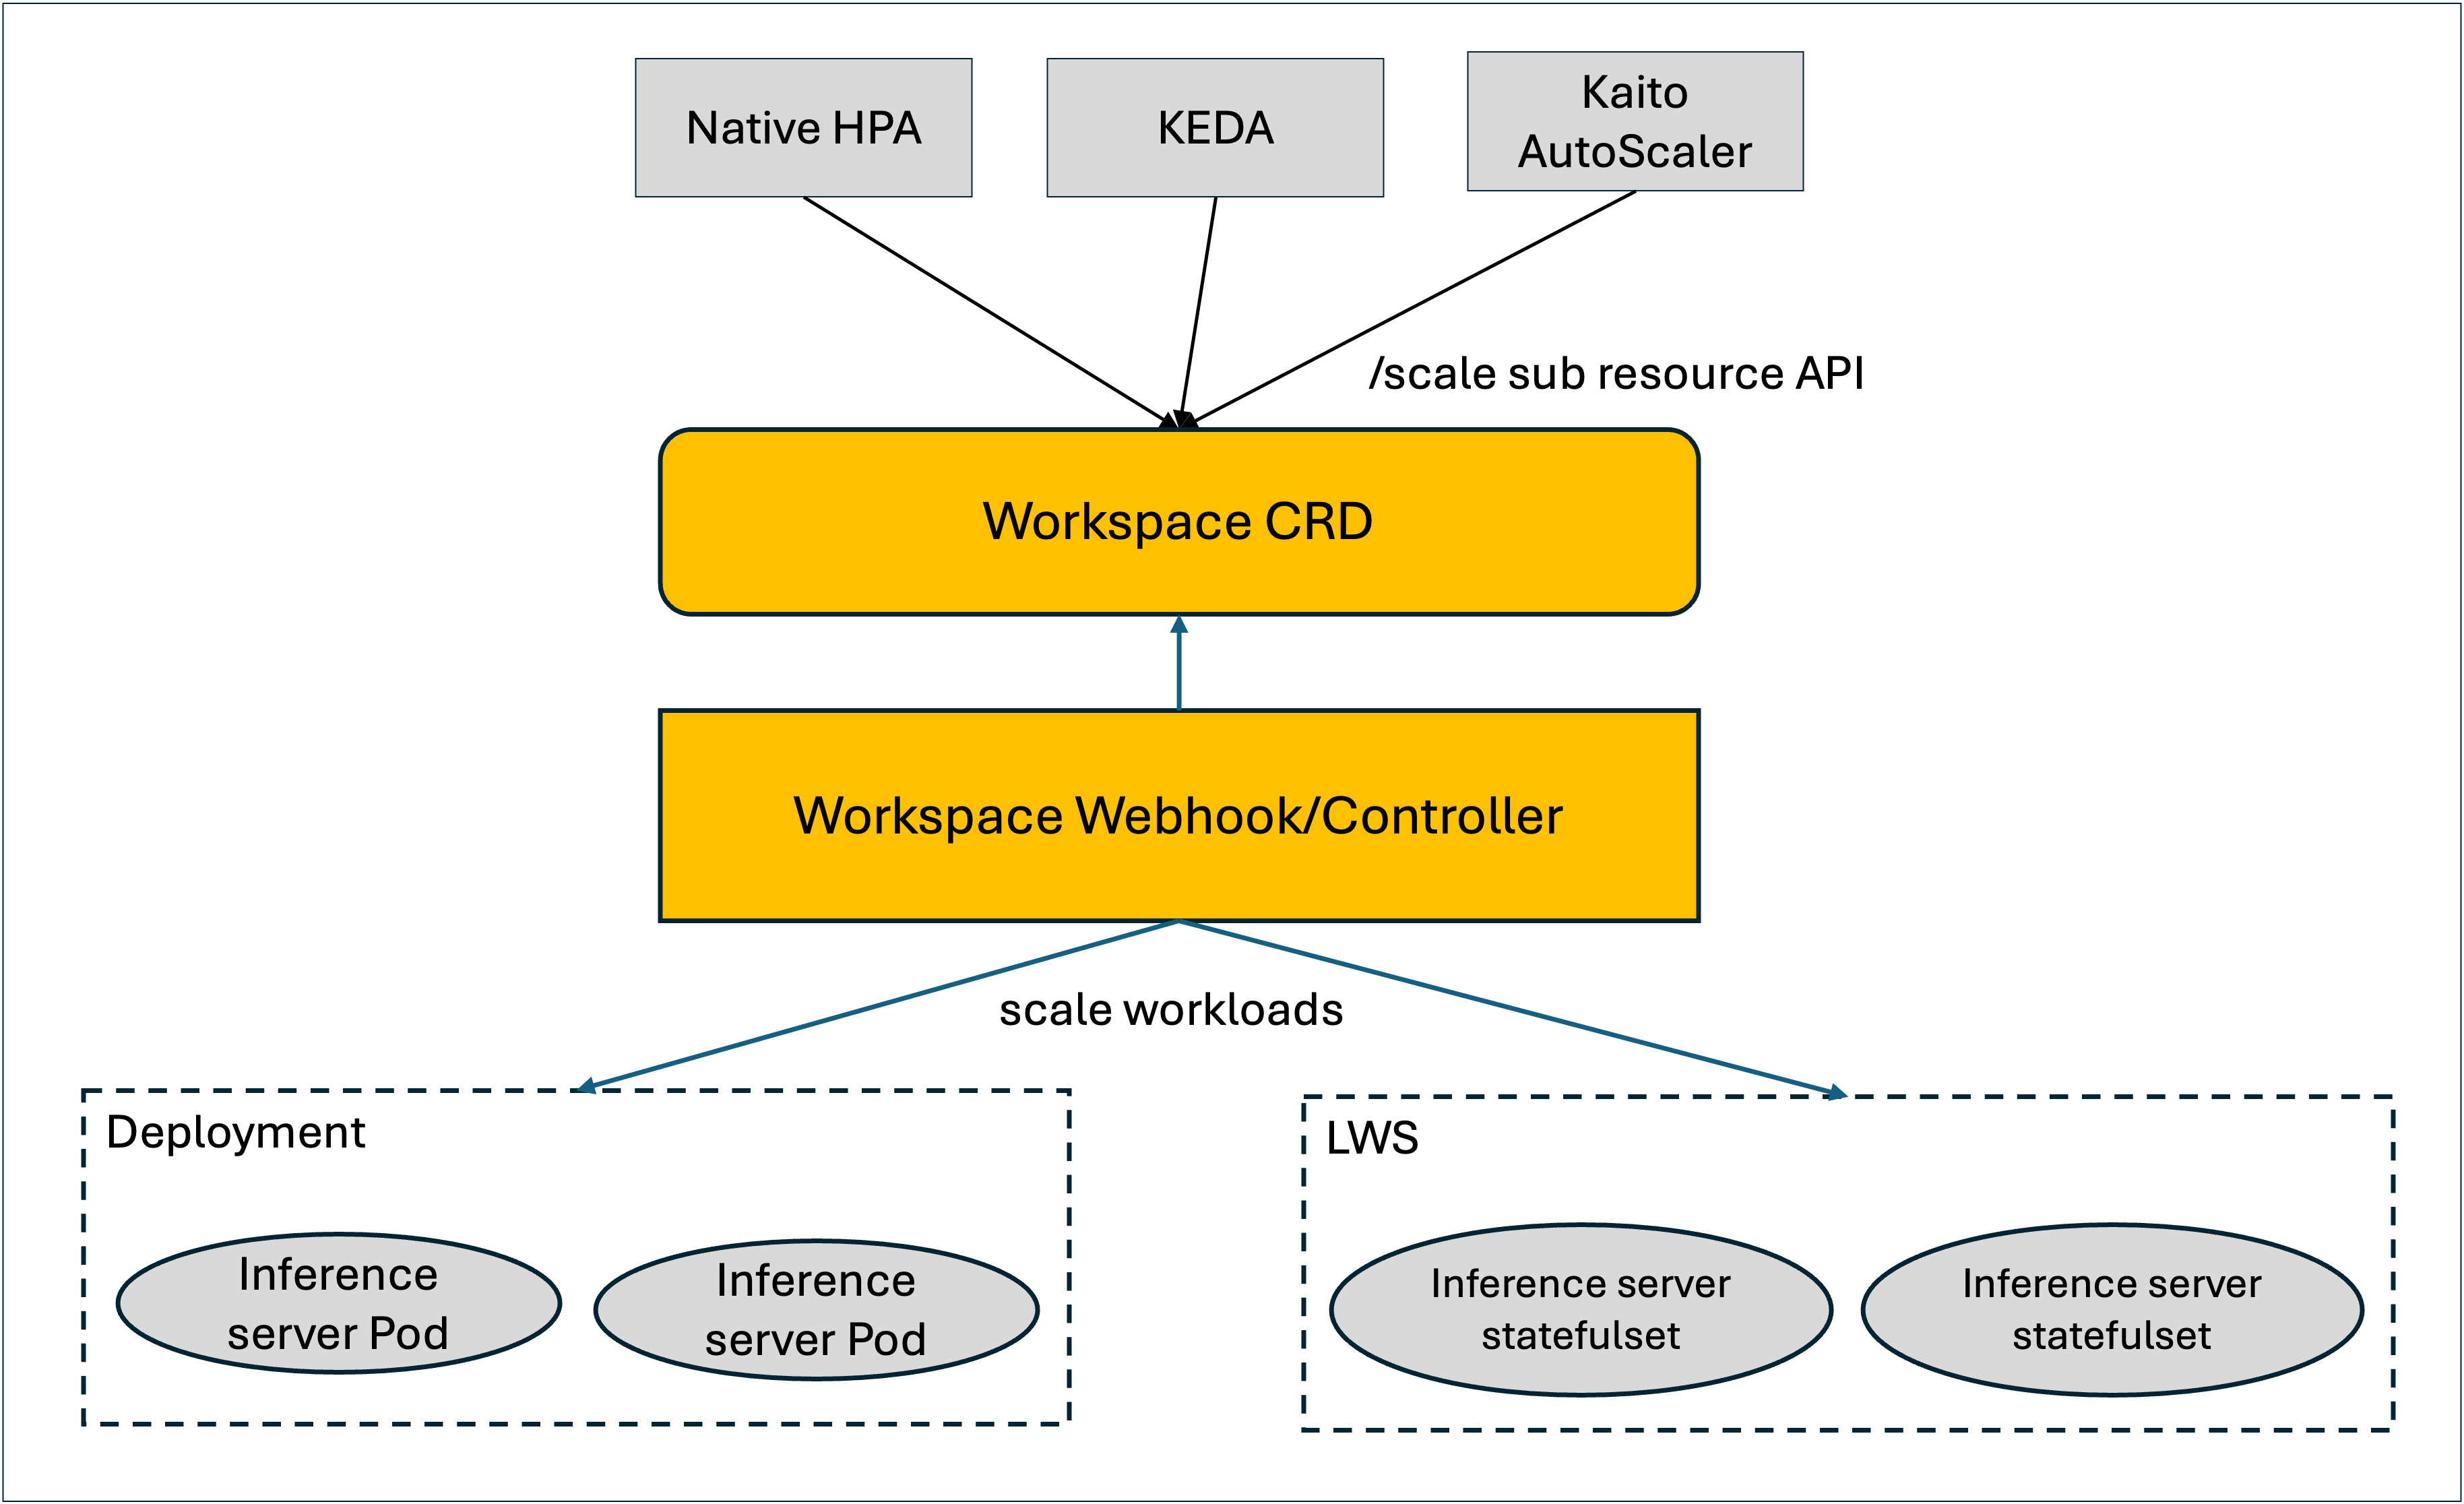 Native HPA
KEDA
Kaito
AutoScaler
/scale sub resource API
Workspace CRD
Workspace Webhook/Controller
scale workloads
Deployment
Inference
server Pod
Inference
server Pod
LWS
Inference server
statefulset
Inference server
statefulset